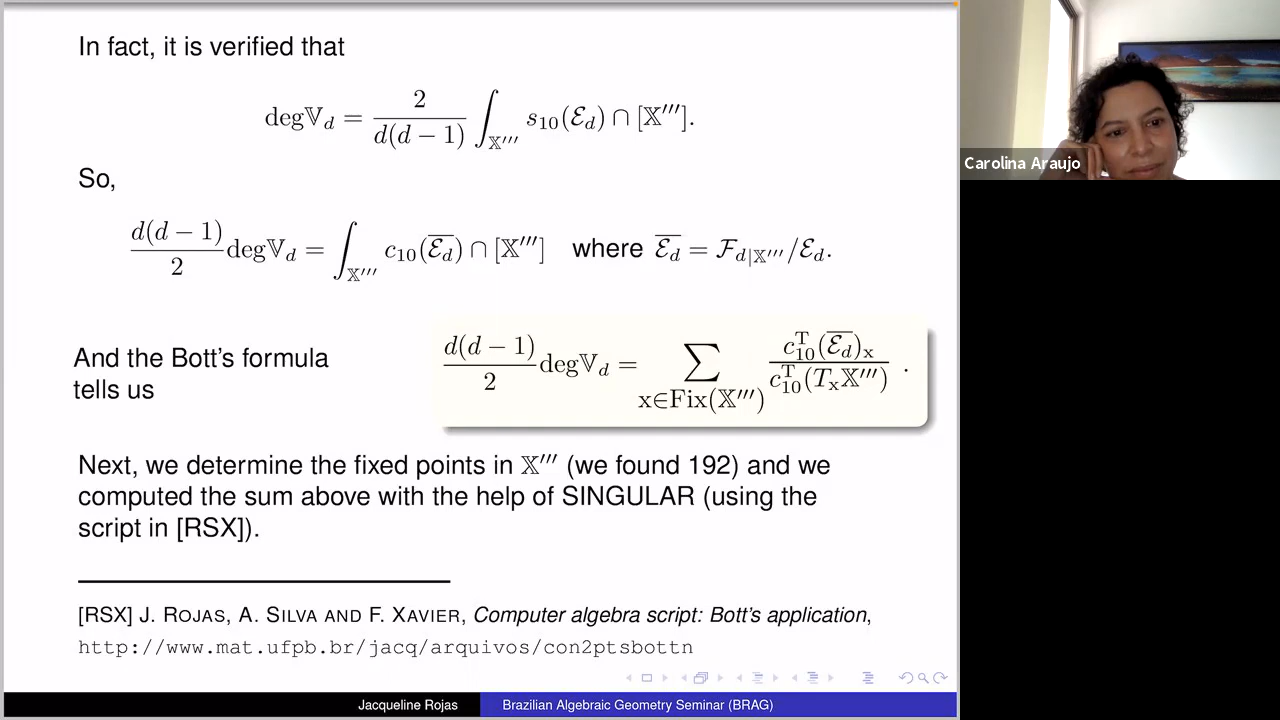 In fact, it is verified that
deg𝕍_d = 2/(d(d − 1)) ∫_{𝕏′′′} s_{10}(ℰ_d) ∩ [𝕏′′′].
So,
d(d − 1)/2 deg𝕍_d = ∫_{𝕏′′′} c_{10}(\overline{ℰ_d}) ∩ [𝕏′′′] where \overline{ℰ_d} = ℱ_{d|𝕏′′′}/ℰ_d.
And the Bott's formula
tells us
d(d − 1)/2 deg𝕍_d = ∑_{x∈Fix(𝕏′′′)} c_{10}^T(\overline{ℰ_d})_x / c_{10}^T(T_x𝕏′′′) .
Next, we determine the fixed points in 𝕏′′′ (we found 192) and we
computed the sum above with the help of SINGULAR (using the
script in [RSX]).
[RSX] J. ROJAS, A. SILVA AND F. XAVIER, Computer algebra script: Bott's application,
http://www.mat.ufpb.br/jacq/arquivos/con2ptsbottn
Jacqueline Rojas Brazilian Algebraic Geometry Seminar (BRAG)
Carolina Araujo